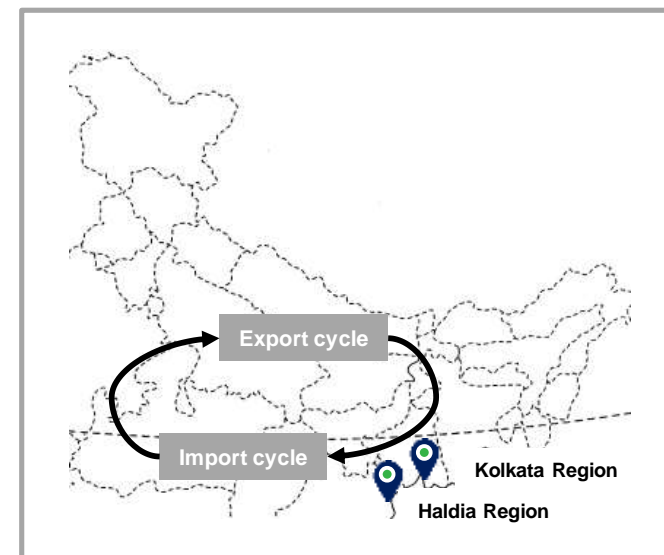 Export cycle
Import cycle
Kolkata Region
Haldia Region